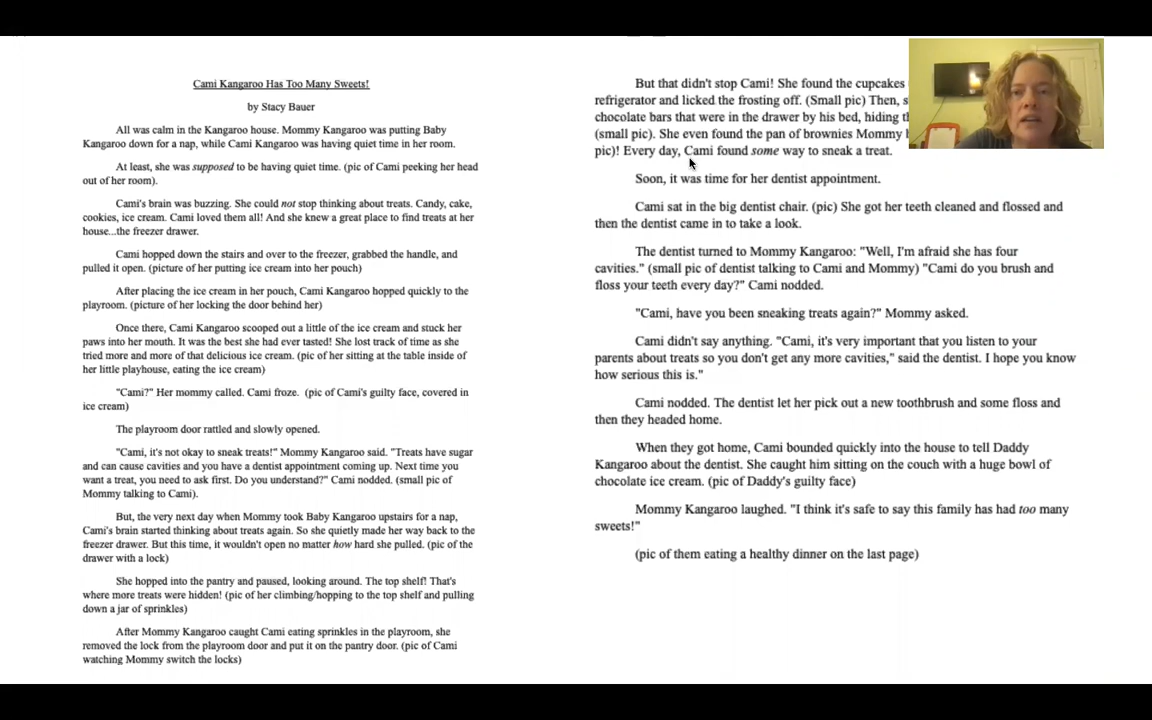 Cami Kangaroo Has Too Many Sweets!
by Stacy Bauer
All was calm in the Kangaroo house. Mommy Kangaroo was putting Baby
Kangaroo down for a nap, while Cami Kangaroo was having quiet time in her room.
At least, she was supposed to be having quiet time. (pic of Cami peeking her head
out of her room).
Cami's brain was buzzing. She could not stop thinking about treats. Candy, cake,
cookies, ice cream. Cami loved them all! And she knew a great place to find treats at her
house...the freezer drawer.
Cami hopped down the stairs and over to the freezer, grabbed the handle, and
pulled it open. (picture of her putting ice cream into her pouch)
After placing the ice cream in her pouch, Cami Kangaroo hopped quickly to the
playroom. (picture of her locking the door behind her)
Once there, Cami Kangaroo scooped out a little of the ice cream and stuck her
paws into her mouth. It was the best she had ever tasted! She lost track of time as she
tried more and more of that delicious ice cream. (pic of her sitting at the table inside of
her little playhouse, eating the ice cream)
"Cami?" Her mommy called. Cami froze. (pic of Cami's guilty face, covered in
ice cream)
The playroom door rattled and slowly opened.
"Cami, it's not okay to sneak treats!" Mommy Kangaroo said. "Treats have sugar
and can cause cavities and you have a dentist appointment coming up. Next time you
want a treat, you need to ask first. Do you understand?" Cami nodded. (small pic of
Mommy talking to Cami).
But, the very next day when Mommy took Baby Kangaroo upstairs for a nap,
Cami's brain started thinking about treats again. So she quietly made her way back to the
freezer drawer. But this time, it wouldn't open no matter how hard she pulled. (pic of the
drawer with a lock)
She hopped into the pantry and paused, looking around. The top shelf! That's
where more treats were hidden! (pic of her climbing/hopping to the top shelf and pulling
down a jar of sprinkles)
After Mommy Kangaroo caught Cami eating sprinkles in the playroom, she
removed the lock from the playroom door and put it on the pantry door. (pic of Cami
watching Mommy switch the locks)
But that didn't stop Cami! She found the cupcakes
refrigerator and licked the frosting off. (Small pic) Then,
chocolate bars that were in the drawer by his bed, hiding
(small pic). She even found the pan of brownies Mommy
pic)! Every day, Cami found some way to sneak a treat.
Soon, it was time for her dentist appointment.
Cami sat in the big dentist chair. (pic) She got her teeth cleaned and flossed and
then the dentist came in to take a look.
The dentist turned to Mommy Kangaroo: "Well, I'm afraid she has four
cavities." (small pic of dentist talking to Cami and Mommy) "Cami do you brush and
floss your teeth every day?" Cami nodded.
"Cami, have you been sneaking treats again?" Mommy asked.
Cami didn't say anything. "Cami, it's very important that you listen to your
parents about treats so you don't get any more cavities," said the dentist. I hope you know
how serious this is."
Cami nodded. The dentist let her pick out a new toothbrush and some floss and
then they headed home.
When they got home, Cami bounded quickly into the house to tell Daddy
Kangaroo about the dentist. She caught him sitting on the couch with a huge bowl of
chocolate ice cream. (pic of Daddy's guilty face)
Mommy Kangaroo laughed. "I think it's safe to say this family has had too many
sweets!"
(pic of them eating a healthy dinner on the last page)